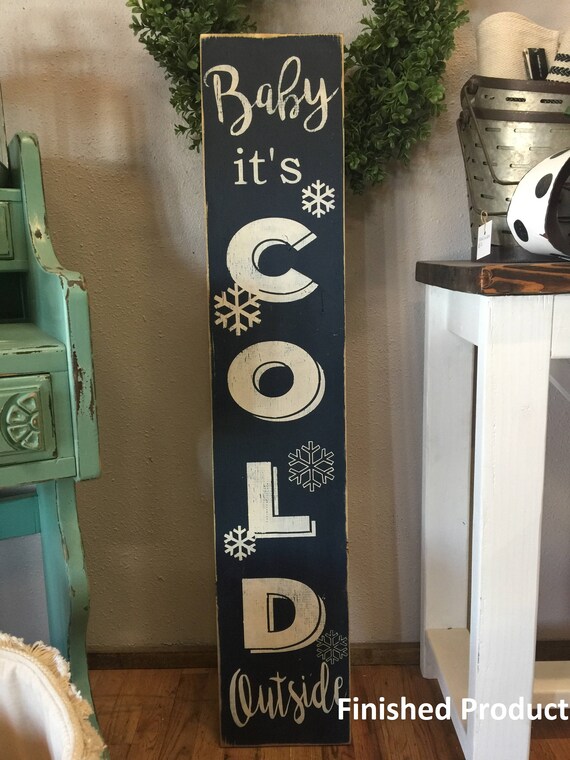 Baby
it's
C
O
L
D
Outside
Finished Product